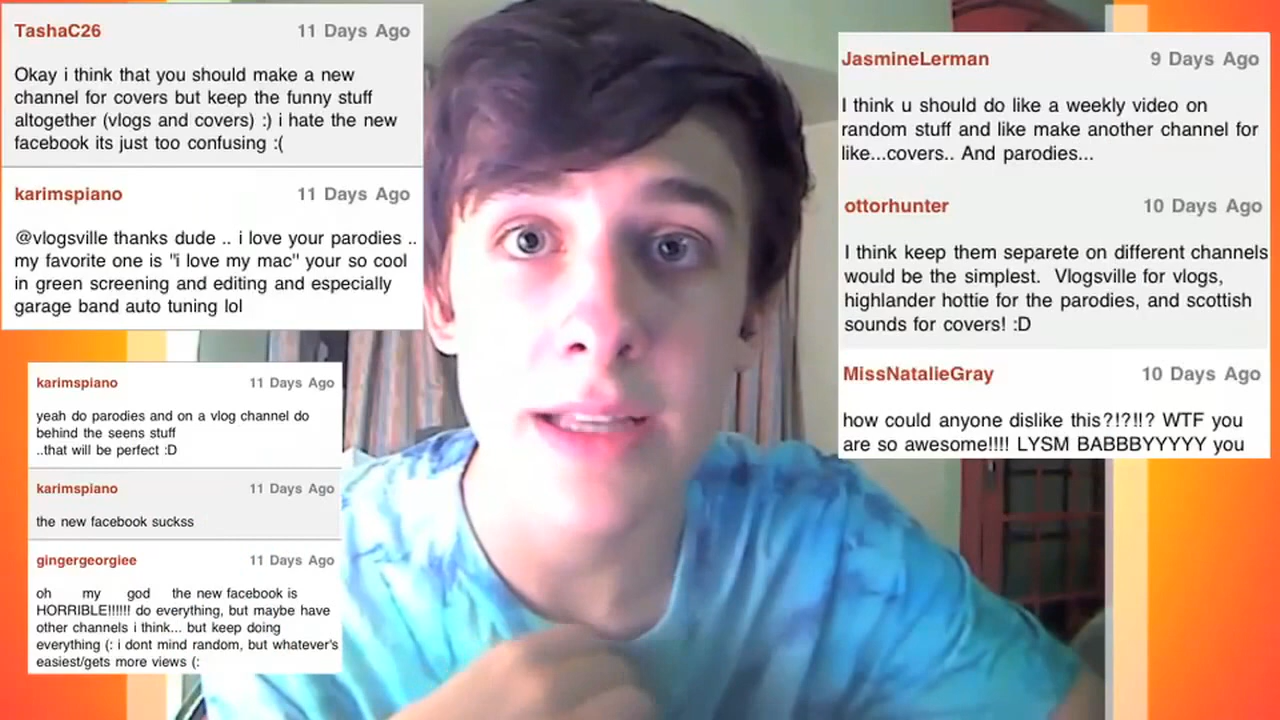 TashaC26 11 Days Ago
Okay i think that you should make a new
channel for covers but keep the funny stuff
altogether (vlogs and covers) :) i hate the new
facebook its just too confusing :(
karimspiano 11 Days Ago
@vlogsville thanks dude .. i love your parodies ..
my favorite one is "i love my mac" your so cool
in green screening and editing and especially
garage band auto tuning lol
karimspiano 11 Days Ago
yeah do parodies and on a vlog channel do
behind the seens stuff
..that will be perfect :D
karimspiano 11 Days Ago
the new facebook suckss
gingergeorgiee 11 Days Ago
oh my god the new facebook is
HORRIBLE!!!!!! do everything, but maybe have
other channels i think... but keep doing
everything (: i dont mind random, but whatever's
easiest/gets more views (:
JasmineLerman 9 Days Ago
I think u should do like a weekly video on
random stuff and like make another channel for
like...covers.. And parodies...
ottorhunter 10 Days Ago
I think keep them separete on different channels
would be the simplest. Vlogsville for vlogs,
highlander hottie for the parodies, and scottish
sounds for covers! :D
MissNatalieGray 10 Days Ago
how could anyone dislike this?!?!!? WTF you
are so awesome!!!! LYSM BABBBYYYYY you